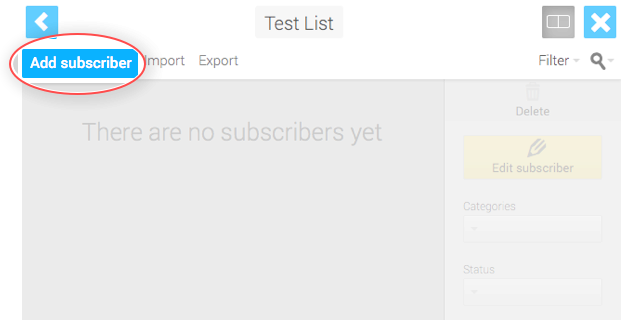 Test List
Add subscriber Import Export Filter
There are no subscribers yet
Delete
Edit subscriber
Categories
Status